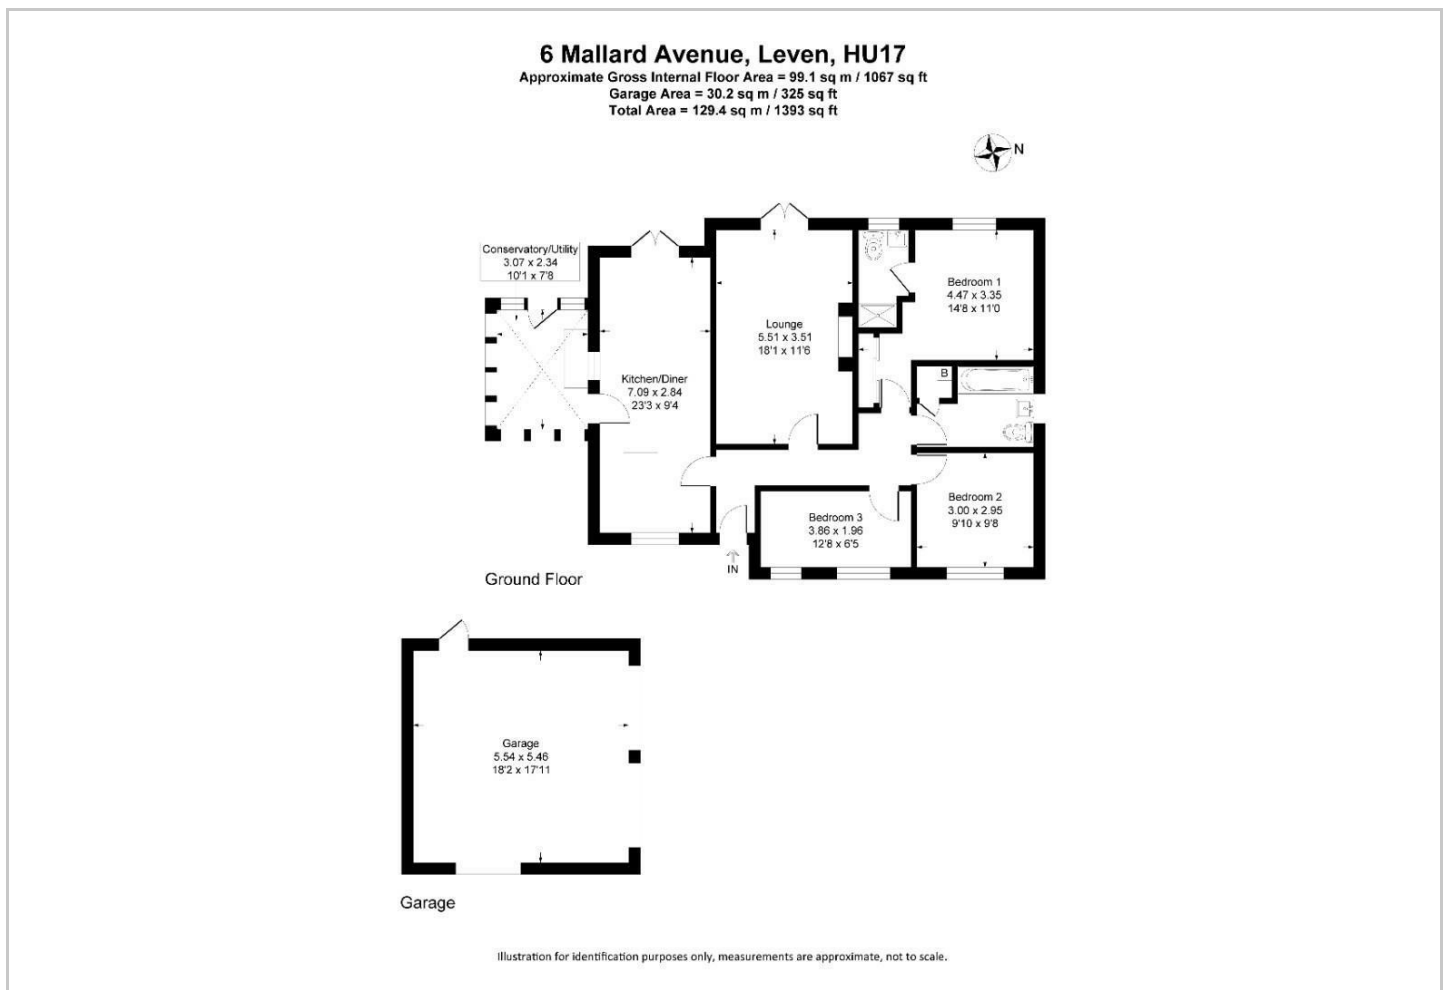 6 Mallard Avenue, Leven, HU17
Approximate Gross Internal Floor Area = 99.1 sq m / 1067 sq ft
Garage Area = 30.2 sq m / 325 sq ft
Total Area = 129.4 sq m / 1393 sq ft
N
Conservatory/Utility
3.07 x 2.34
10'1 x 7'8
Kitchen/Diner
7.09 x 2.84
23'3 x 9'4
Lounge
5.51 x 3.51
18'1 x 11'6
Bedroom 1
4.47 x 3.35
14'8 x 11'0
B
Bedroom 2
3.00 x 2.95
9'10 x 9'8
Bedroom 3
3.86 x 1.96
12'8 x 6'5
IN
Ground Floor
Garage
5.54 x 5.46
18'2 x 17'11
Garage
Illustration for identification purposes only, measurements are approximate, not to scale.